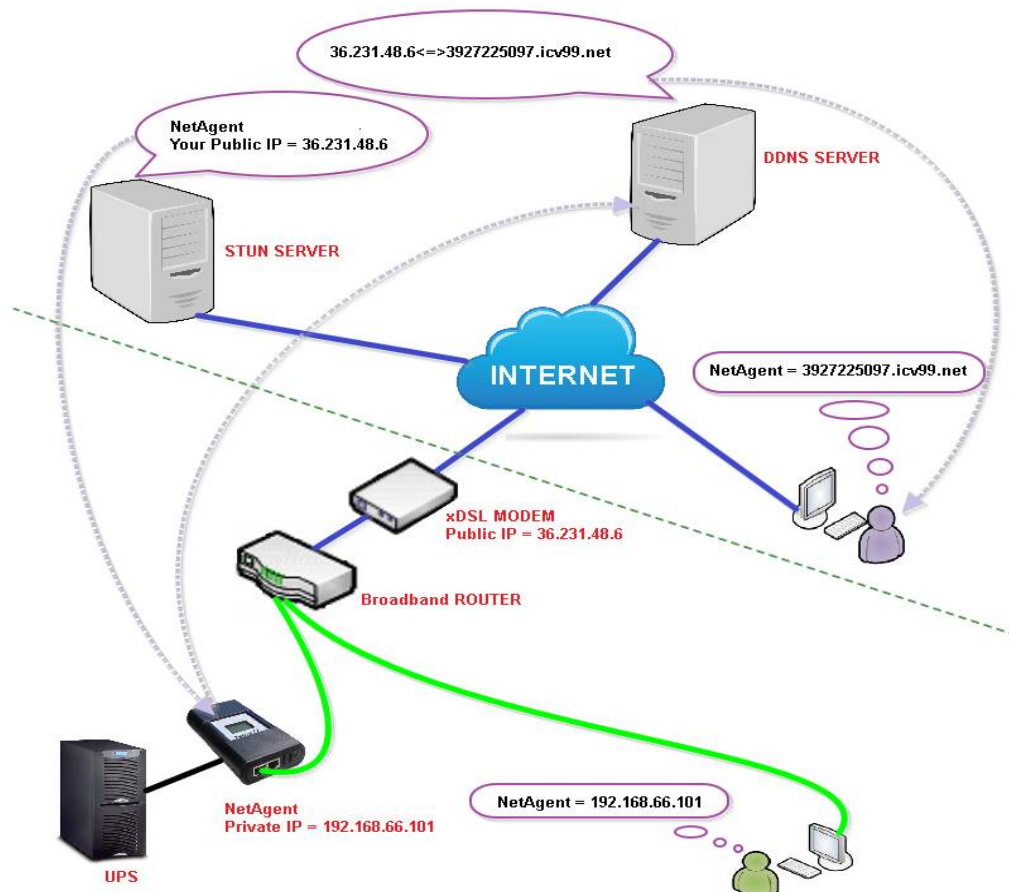 36.231.48.6<=>3927225097.icv99.net
NetAgent
Your Public IP = 36.231.48.6
DDNS SERVER
STUN SERVER
INTERNET
NetAgent = 3927225097.icv99.net
xDSL MODEM
Public IP = 36.231.48.6
Broadband ROUTER
NetAgent
Private IP = 192.168.66.101
NetAgent = 192.168.66.101
UPS